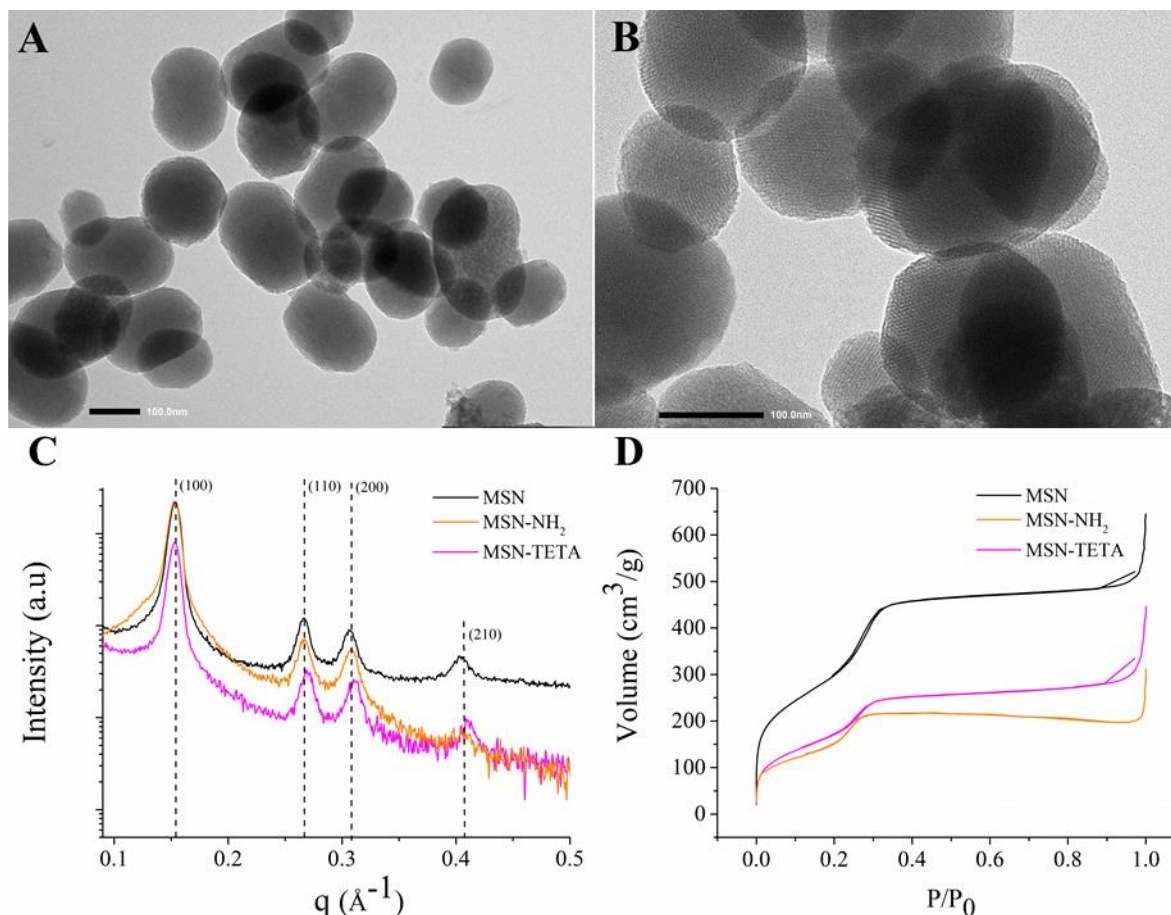 A
100.0nm
B
100.0nm
C
(100)
(110)
(200)
(210)
MSN
MSN-NH₂
MSN-TETA
Intensity (a.u)
0.1 0.2 0.3 0.4 0.5
q (Å⁻¹)
D
700
600
500
400
300
200
100
0
MSN
MSN-NH₂
MSN-TETA
Volume (cm³/g)
0.0 0.2 0.4 0.6 0.8 1.0
P/P₀